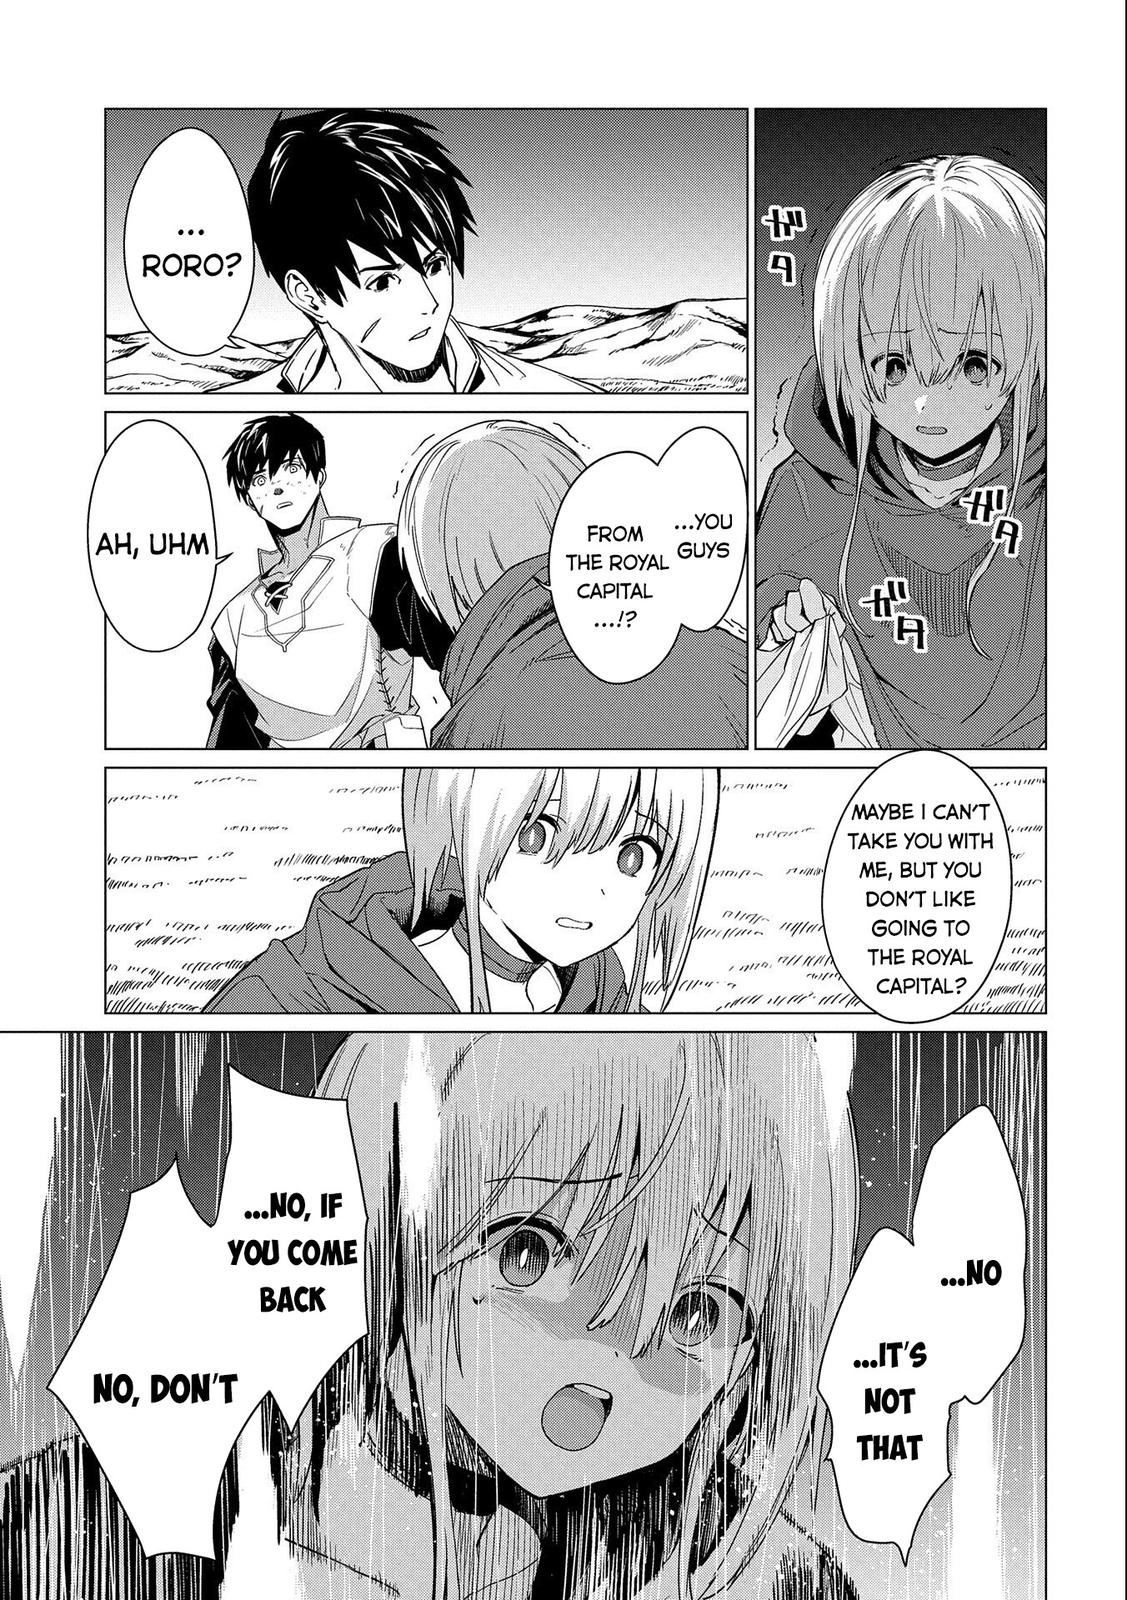 ガタ
ガタ
ガタ
...
RORO?
...YOU
GUYS
FROM
THE ROYAL
CAPITAL
...!?
AH, UHM
MAYBE I CAN'T
TAKE YOU WITH
ME, BUT YOU
DON'T LIKE
GOING TO
THE ROYAL
CAPITAL?
...NO
...IT'S
NOT
THAT
...NO, IF
YOU COME
BACK
NO, DON'T